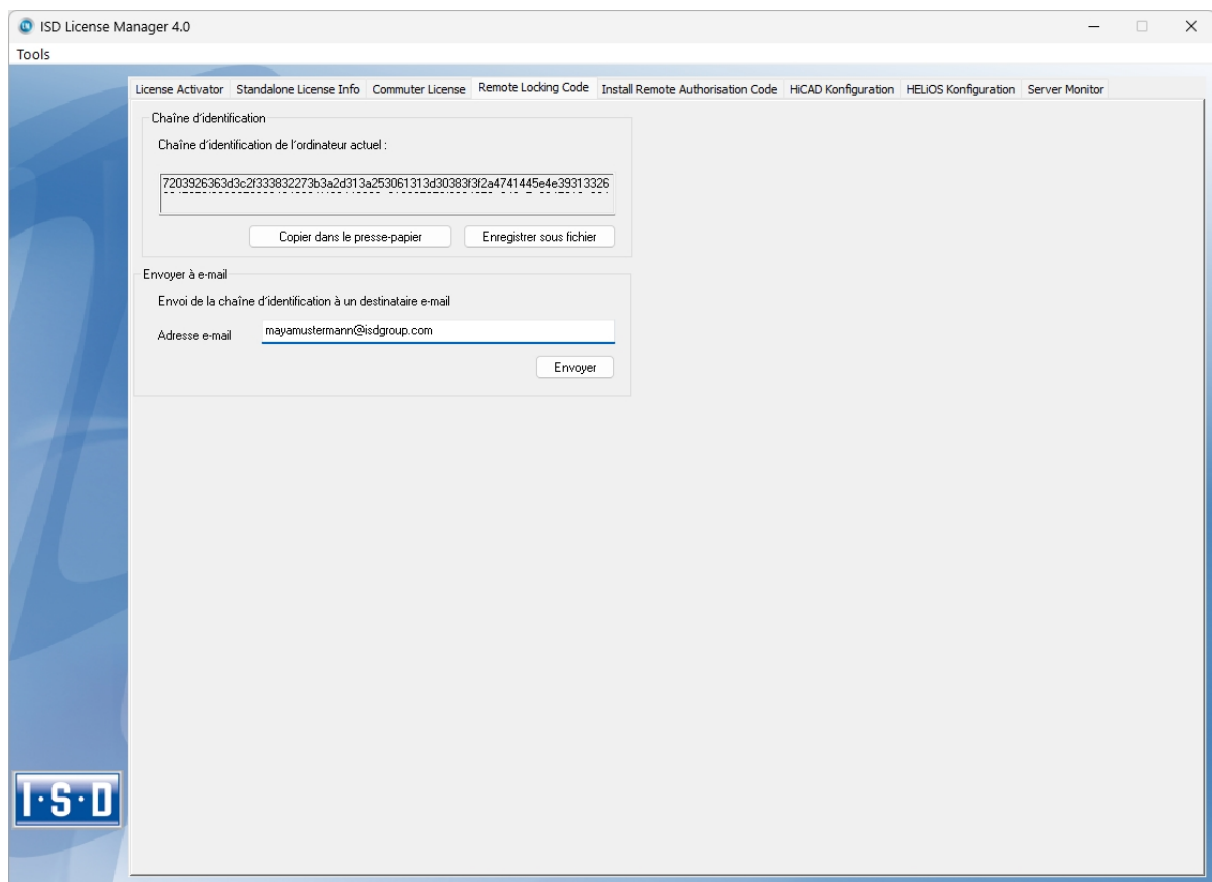 ISD License Manager 4.0
Tools
License Activator Standalone License Info Commuter License Remote Locking Code Install Remote Authorisation Code HiCAD Konfiguration HELiOS Konfiguration Server Monitor
Chaîne d'identification
Chaîne d'identification de l'ordinateur actuel :
7203926363d3c2f333832273b3a2d313a253061313d30383f3f2a4741445e4e39313326
Copier dans le presse-papier Enregistrer sous fichier
Envoyer à e-mail
Envoi de la chaîne d'identification à un destinataire e-mail
Adresse e-mail mayamustermann@isdgroup.com
Envoyer
I·S·D